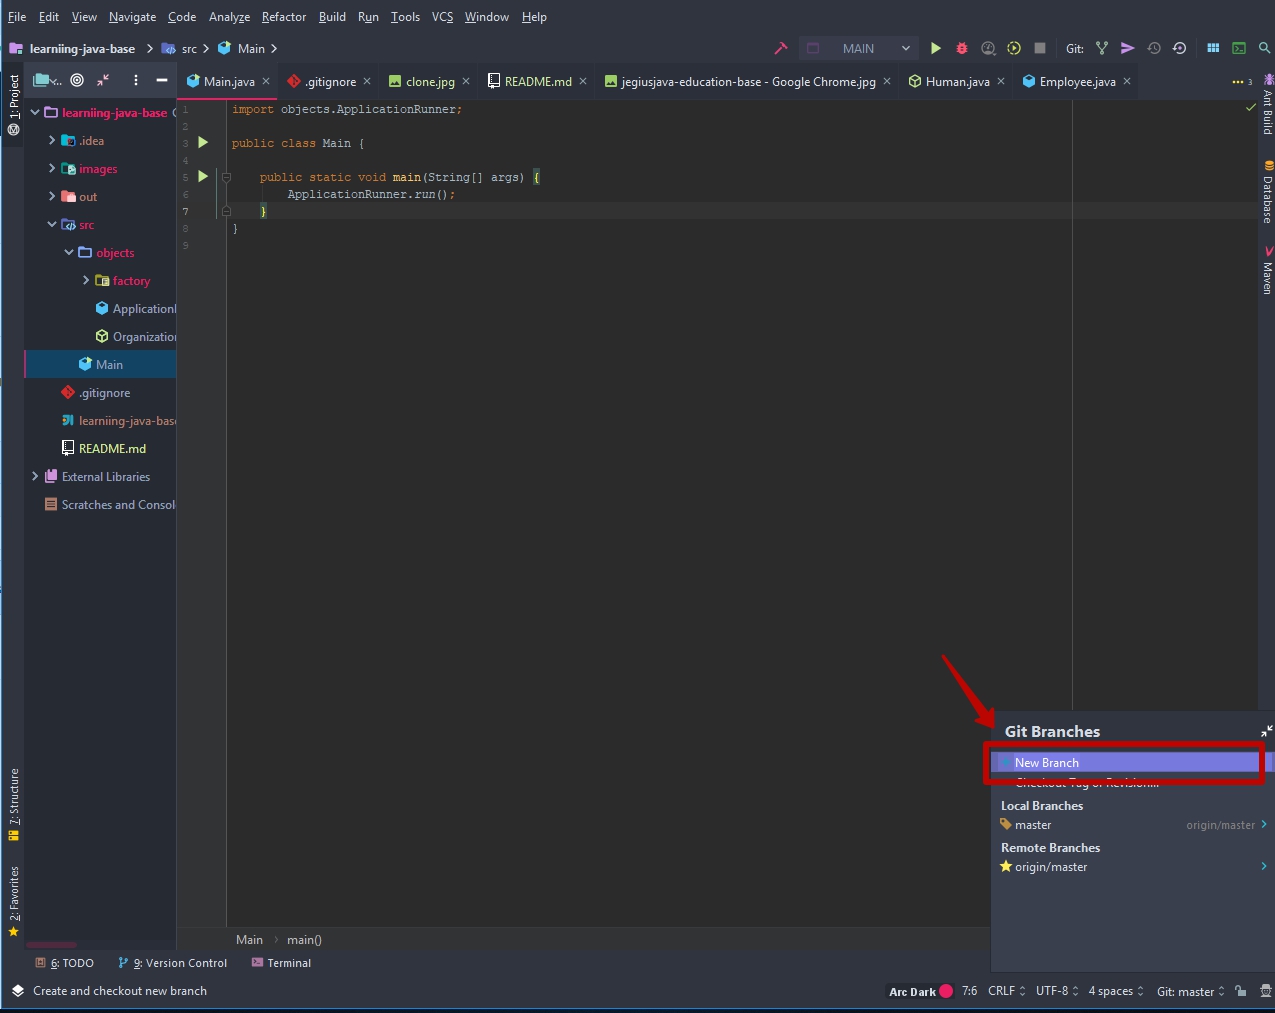 File Edit View Navigate Code Analyze Refactor Build Run Tools VCS Window Help
learniing-java-base src Main MAIN Git:
1: Project
Main.java .gitignore clone.jpg README.md jegiusjava-education-base - Google Chrome.jpg Human.java Employee.java 3
learniing-java-base
.idea
images
out
src
objects
factory
Application
Organization
Main
.gitignore
learniing-java-base
README.md
External Libraries
Scratches and Consol
1 import objects.ApplicationRunner;
2
3 public class Main {
4
5 public static void main(String[] args) {
6 ApplicationRunner.run();
7 }
8 }
9
Ant Build
Database
Maven
7: Structure
2: Favorites
Git Branches
New Branch
Checkout Tag or Revision...
Local Branches
master origin/master
Remote Branches
origin/master
Main main()
6: TODO 9: Version Control Terminal
Create and checkout new branch Arc Dark 7:6 CRLF UTF-8 4 spaces Git: master